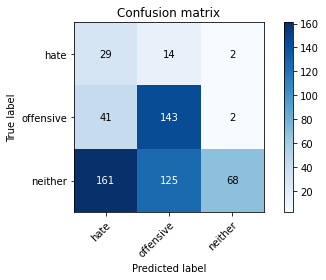 Confusion matrix
160
140
120
100
80
60
40
20
True label
hate
29 14 2
offensive
41 143 2
neither
161 125 68
hate
offensive
neither
Predicted label